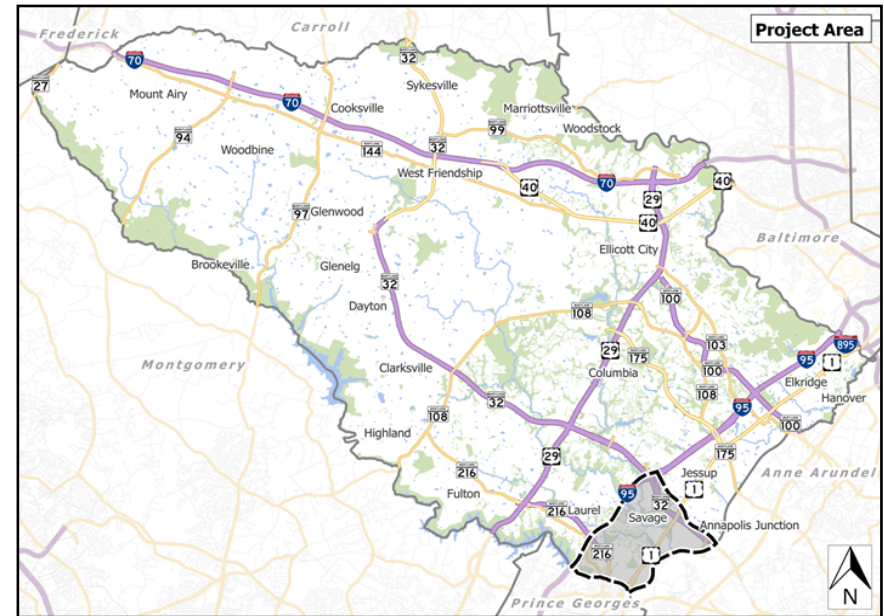 Project Area
Frederick
Carroll
32
70
27
Mount Airy
Sykesville
70
Cooksville
Marriottsville
94
99
Woodstock
Woodbine
144
32
West Friendship
40
70
40
29
97
Glenwood
40
Ellicott City
Baltimore
Brookeville
Glenelg
32
100
Dayton
108
103
895
29
175
95
1
Montgomery
Clarksville
Columbia
100
Elkridge
108
32
95
Hanover
108
100
Highland
29
175
216
Jessup
Anne Arundel
Fulton
95
1
216
Laurel
32
Savage
Annapolis Junction
216
1
Prince Georges
N